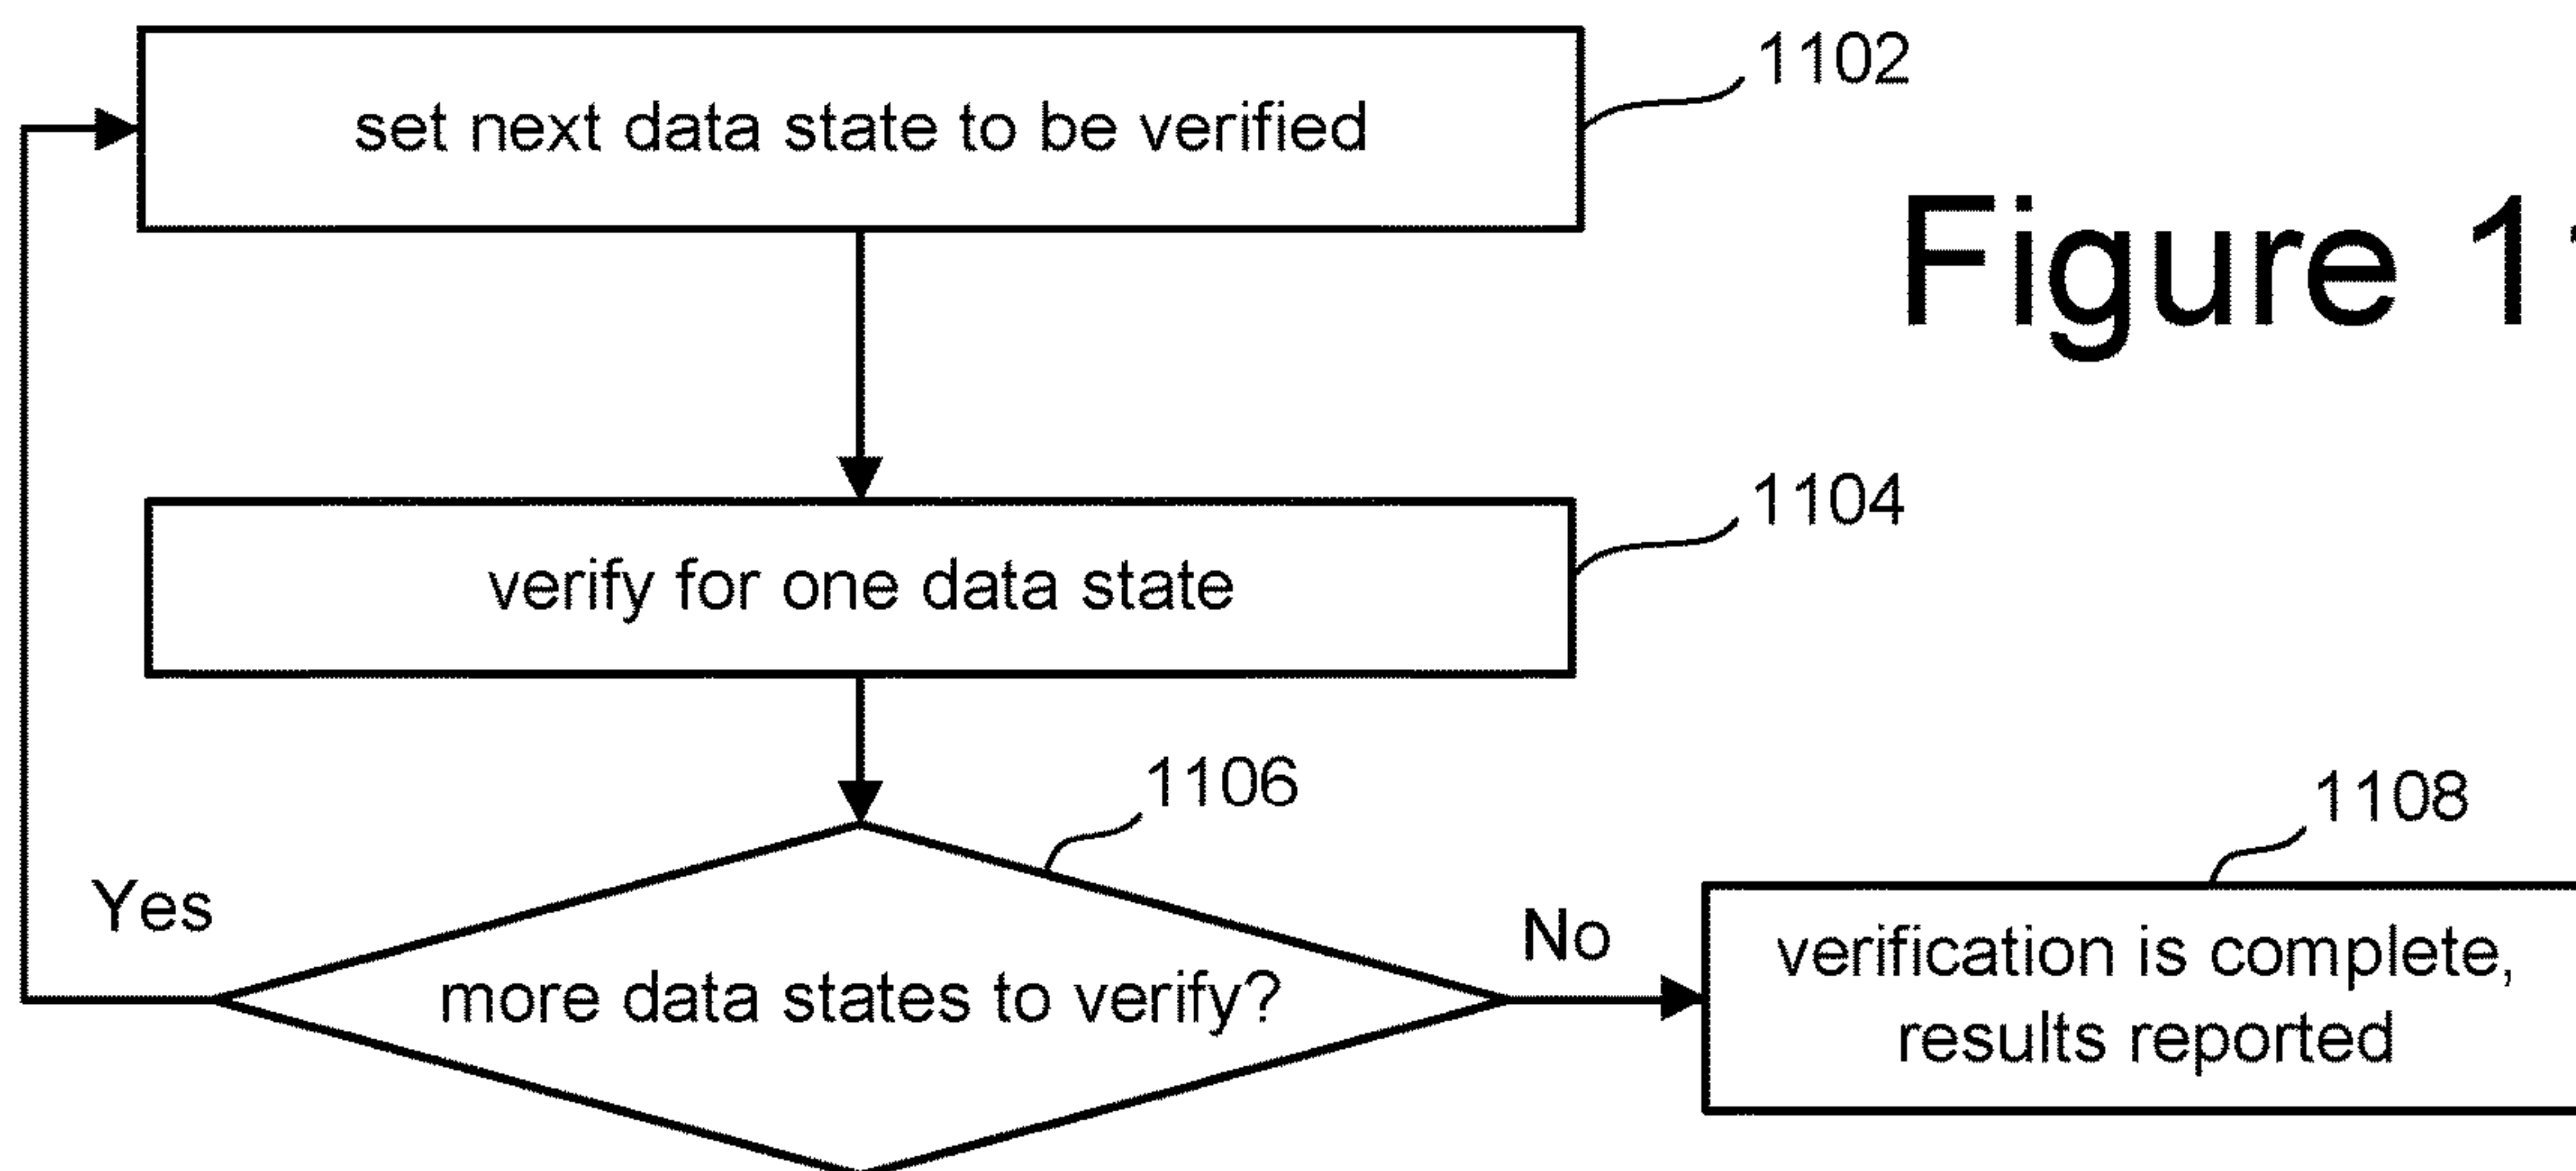 1102
set next data state to be verified
Figure 11
1104
verify for one data state
1106
1108
Yes
No
verification is complete,
more data states to verify?
results reported